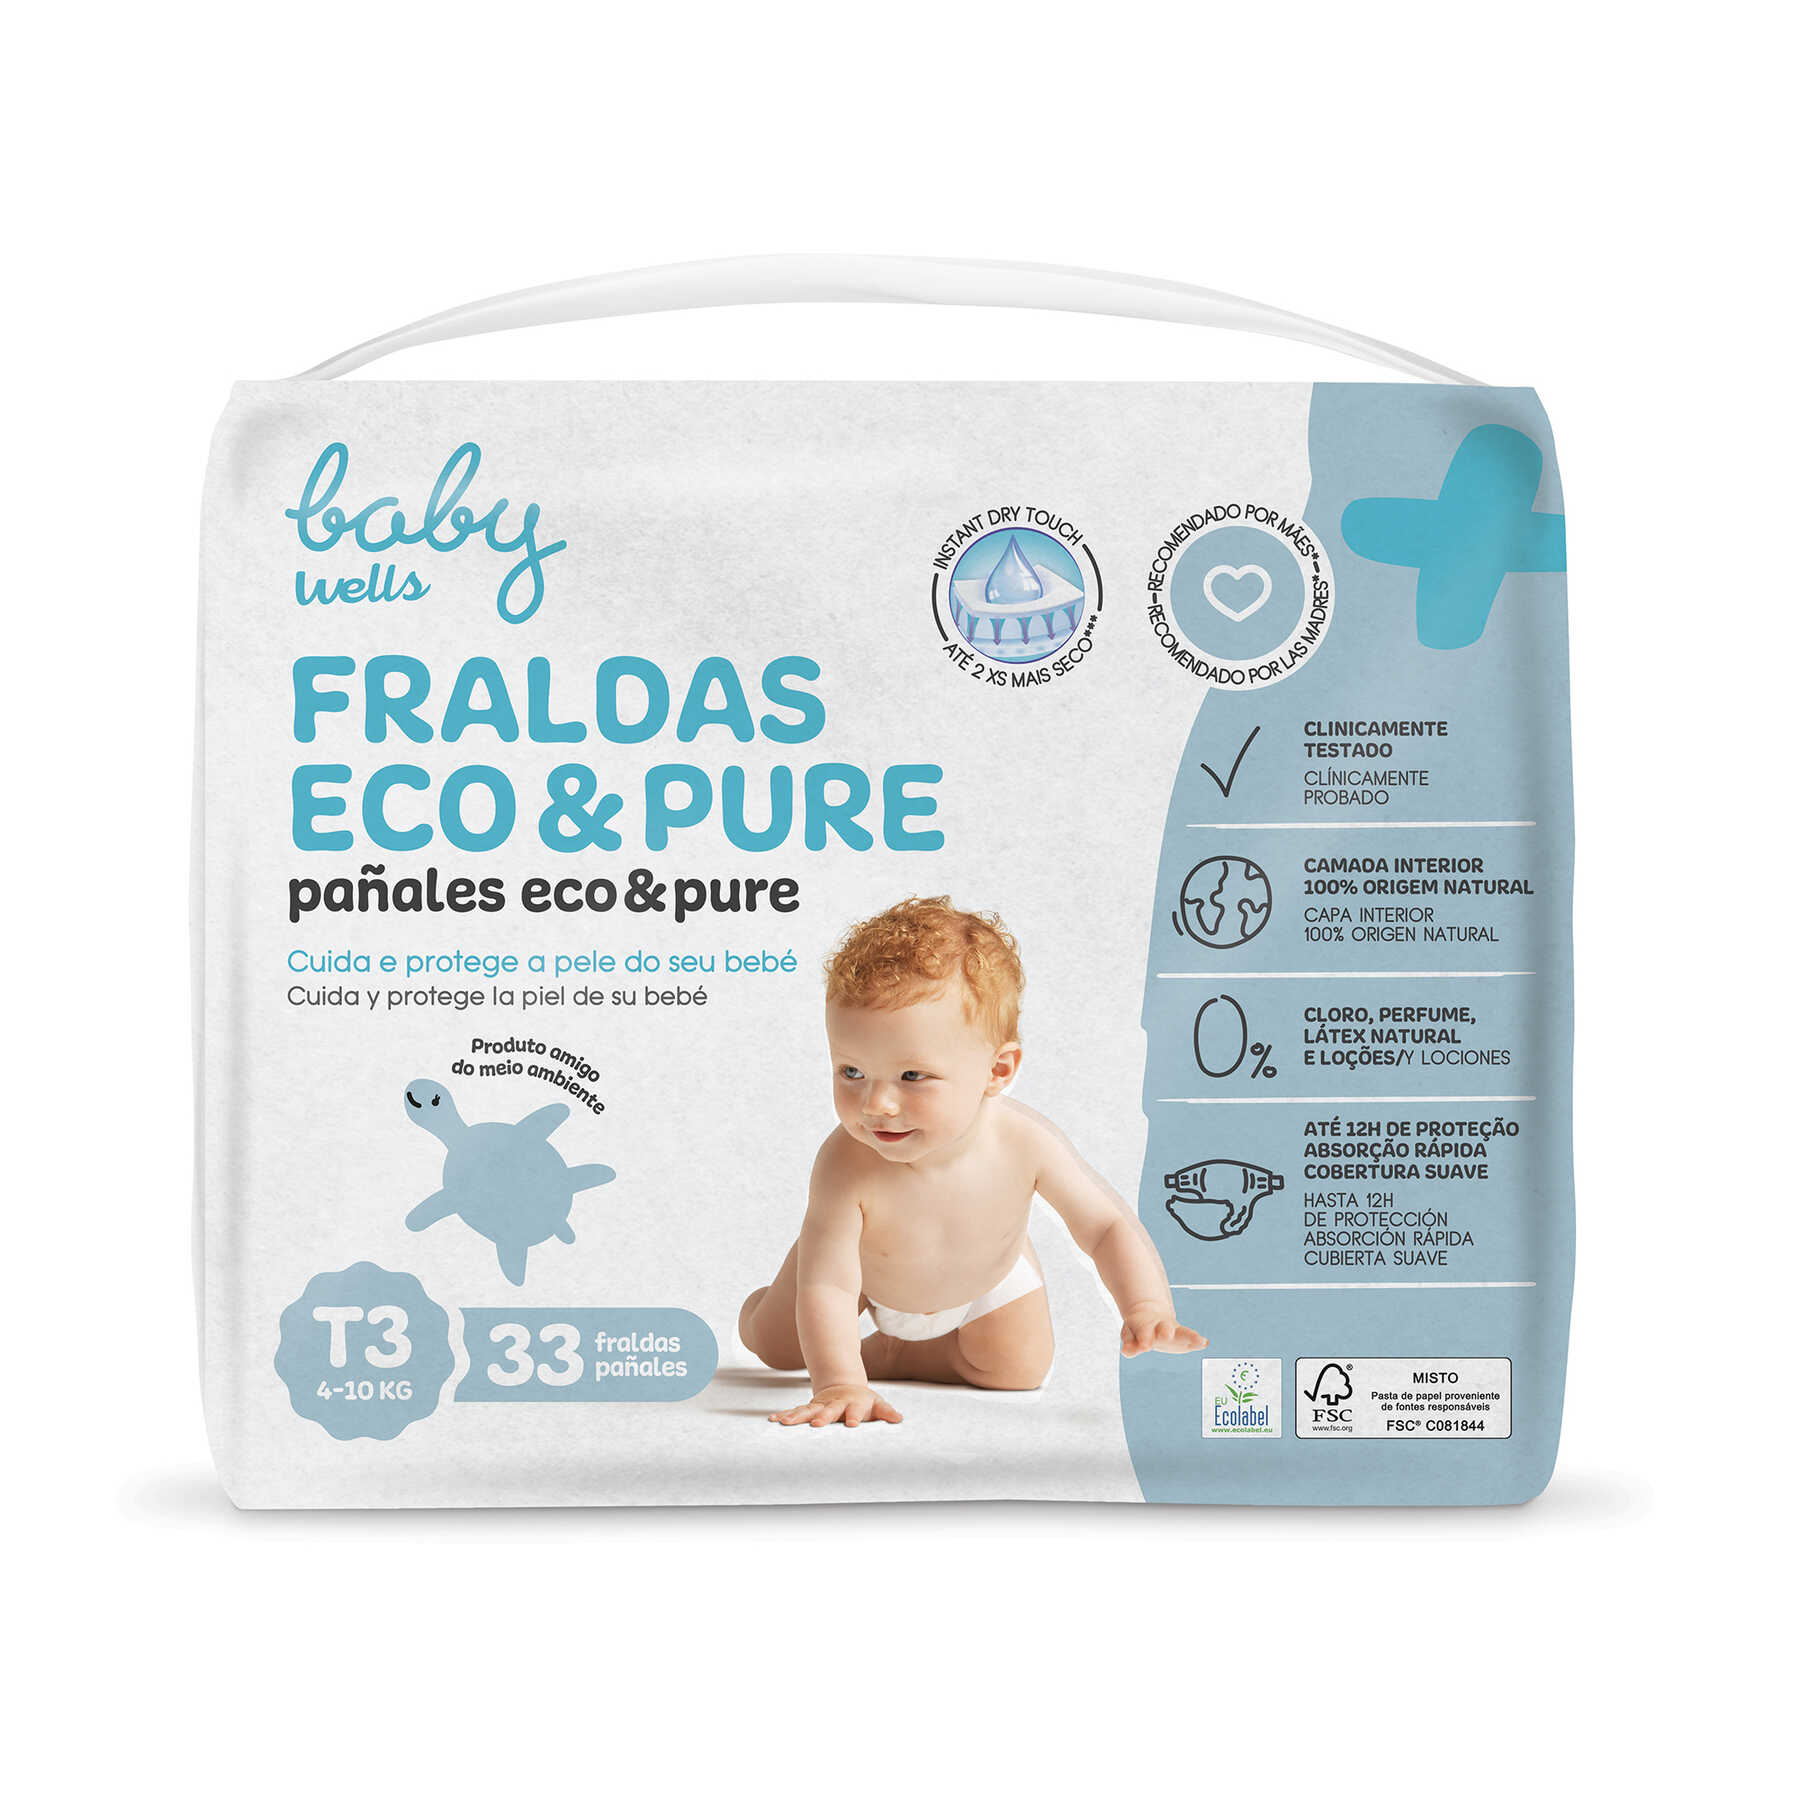 baby
wells
FRALDAS
ECO & PURE
pañales eco & pure
Cuida e protege a pele do seu bebé
Cuida y protege la piel de su bebé
Produto amigo
do meio ambiente
T3
4-10 KG
33
fraldas
pañales
INSTANT DRY TOUCH
ATÉ 2 XS MAIS SECO***
RECOMENDADO POR MÃES*
RECOMENDADO POR LAS MADRES*
CLINICAMENTE
TESTADO
CLÍNICAMENTE
PROBADO
CAMADA INTERIOR
100% ORIGEM NATURAL
CAPA INTERIOR
100% ORIGEN NATURAL
0%
CLORO, PERFUME,
LÁTEX NATURAL
E LOÇÕES/Y LOCIONES
ATÉ 12H DE PROTEÇÃO
ABSORÇÃO RÁPIDA
COBERTURA SUAVE
HASTA 12H
DE PROTECCIÓN
ABSORCIÓN RÁPIDA
CUBIERTA SUAVE
EU
Ecolabel
www.ecolabel.eu
®
FSC
www.fsc.org
MISTO
Pasta de papel proveniente
de fontes responsáveis
FSC® C081844